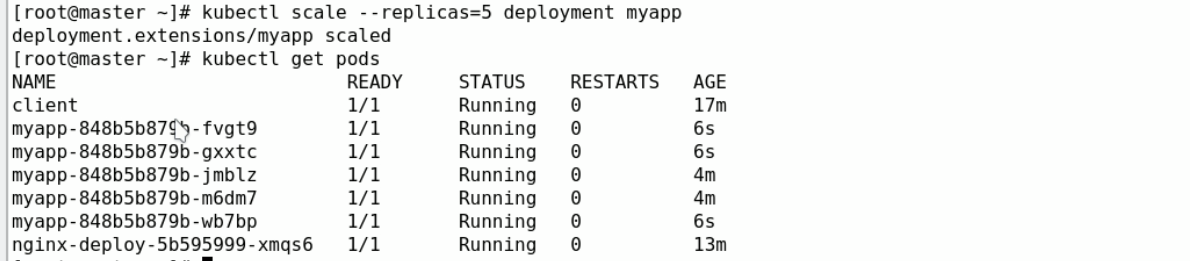 [root@master ~]# kubectl scale --replicas=5 deployment myapp
deployment.extensions/myapp scaled
[root@master ~]# kubectl get pods
NAME READY STATUS RESTARTS AGE
client 1/1 Running 0 17m
myapp-848b5b879b-fvgt9 1/1 Running 0 6s
myapp-848b5b879b-gxxtc 1/1 Running 0 6s
myapp-848b5b879b-jmblz 1/1 Running 0 4m
myapp-848b5b879b-m6dm7 1/1 Running 0 4m
myapp-848b5b879b-wb7bp 1/1 Running 0 6s
nginx-deploy-5b595999-xmqs6 1/1 Running 0 13m